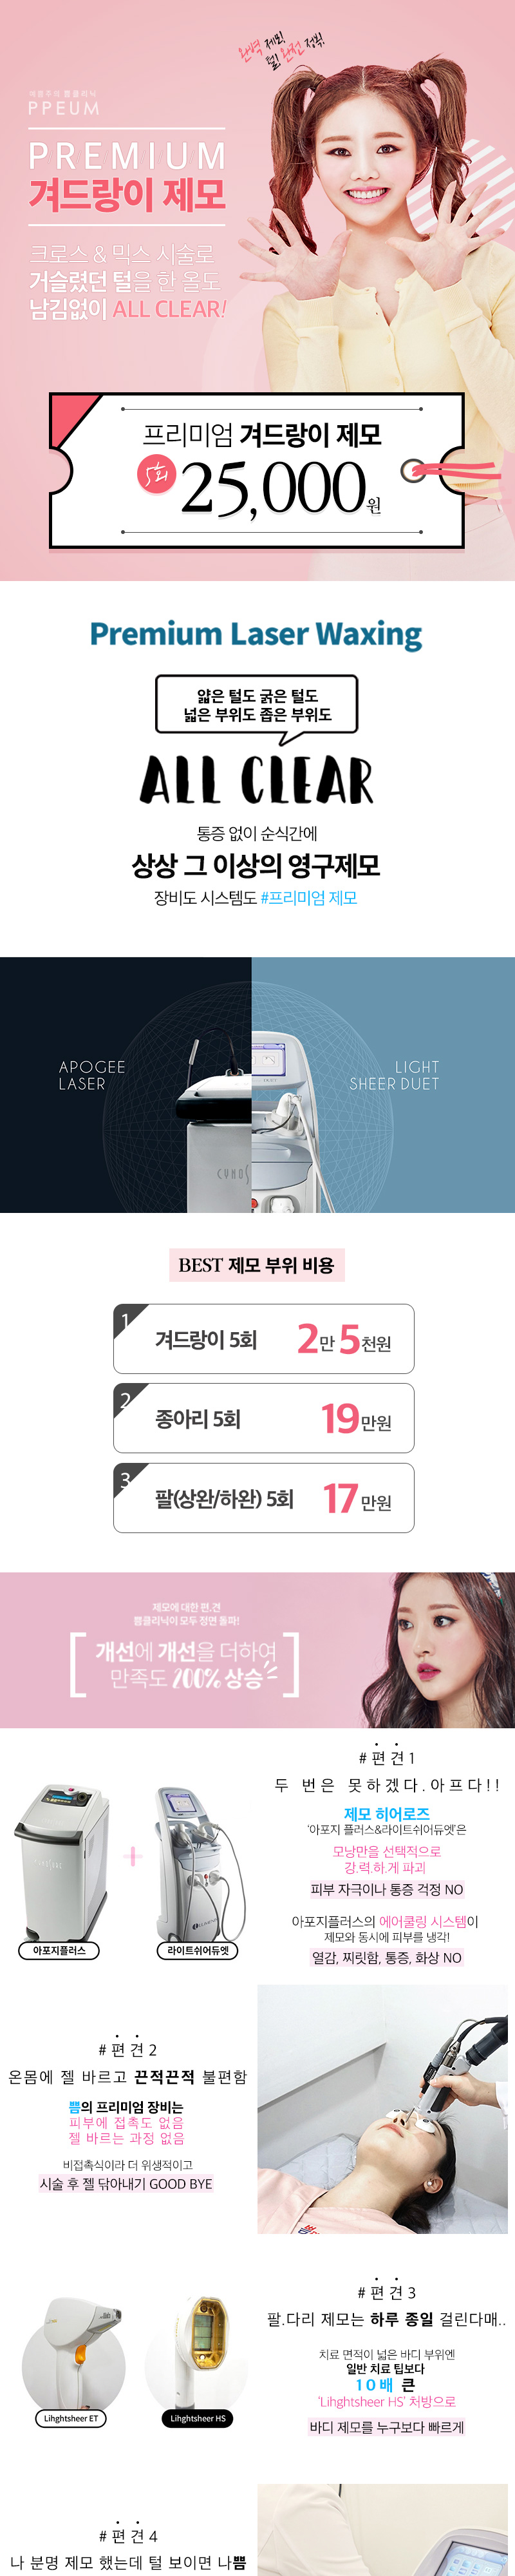 완벽 제모!
털! 완전 정복!
예쁨주의 쁨클리닉
PPEUM
PREMIUM
겨드랑이 제모
크로스 & 믹스 시술로
거슬렸던 털을 한 올도
남김없이 ALL CLEAR!
프리미엄 겨드랑이 제모
5회 25,000원
Premium Laser Waxing
얇은 털도 굵은 털도
넓은 부위도 좁은 부위도
ALL CLEAR
통증 없이 순식간에
상상 그 이상의 영구제모
장비도 시스템도 #프리미엄 제모
APOGEE
LASER
LIGHT
SHEER DUET
CYNOS
BEST 제모 부위 비용
1
겨드랑이 5회 2만 5천원
2
종아리 5회 19만원
3
팔(상완/하완) 5회 17만원
제모에 대한 편.견
쁨클리닉이 모두 정면 돌파!
개선에 개선을 더하여
만족도 200% 상승
#편견1
두 번은 못하겠다.아프다!!
제모 히어로즈
'아포지 플러스&라이트쉬어듀엣'은
모낭만을 선택적으로
강.력.하.게 파괴
피부 자극이나 통증 걱정 NO
아포지플러스의 에어쿨링 시스템이
제모와 동시에 피부를 냉각!
열감, 찌릿함, 통증, 화상 NO
아포지플러스
라이트쉬어듀엣
#편견2
온몸에 젤 바르고 끈적끈적 불편함
쁨의 프리미엄 장비는
피부에 접촉도 없음
젤 바르는 과정 없음
비접촉식이라 더 위생적이고
시술 후 젤 닦아내기 GOOD BYE
#편견3
팔.다리 제모는 하루 종일 걸린다매..
치료 면적이 넓은 바디 부위엔
일반 치료 팁보다
10배 큰
'Lihghtsheer HS' 처방으로
바디 제모를 누구보다 빠르게
Lihghtsheer ET
Lihghtsheer HS
#편견4
나 분명 제모 했는데 털 보이면 나쁨